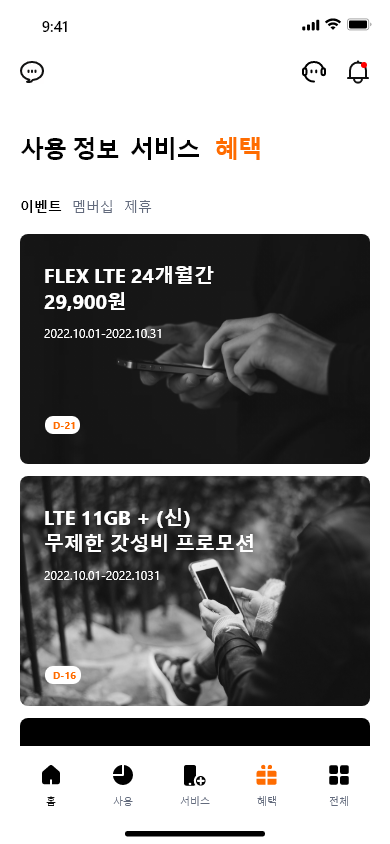 9:41
사용 정보 서비스 혜택
이벤트 멤버십 제휴
FLEX LTE 24개월간
29,900원
2022.10.01-2022.10.31
D-21
LTE 11GB + (신)
무제한 갓성비 프로모션
2022.10.01-2022.1031
D-16
홈 사용 서비스 혜택 전체